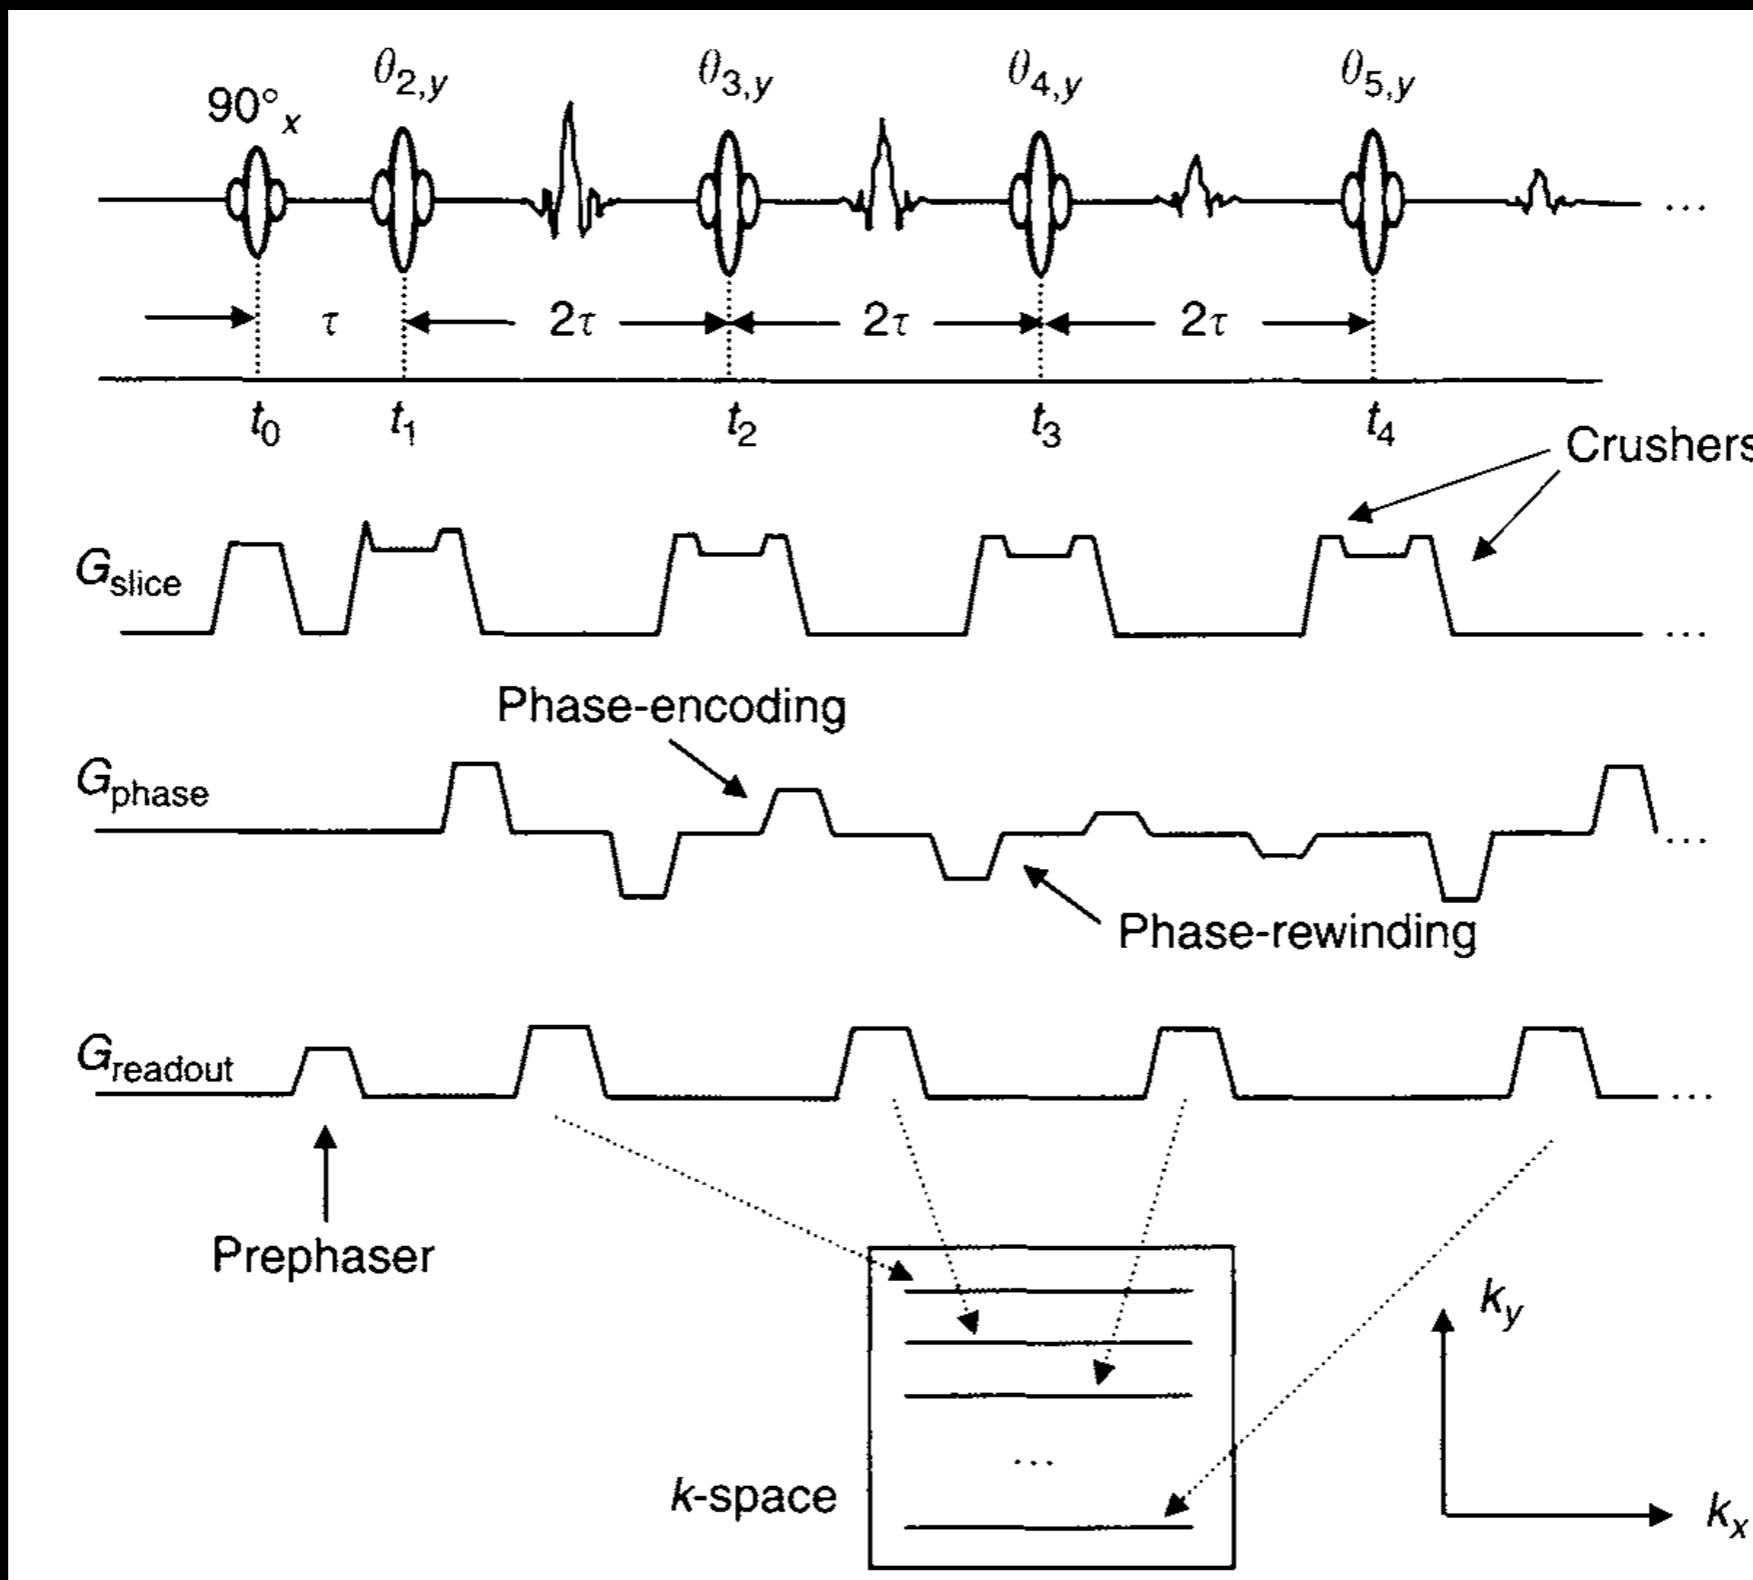 90°x θ2,y θ3,y θ4,y θ5,y
...
τ 2τ 2τ 2τ
t0 t1 t2 t3 t4
Crushers
Gslice
...
Phase-encoding
Gphase
...
Phase-rewinding
Greadout
...
Prephaser
ky
...
k-space
kx